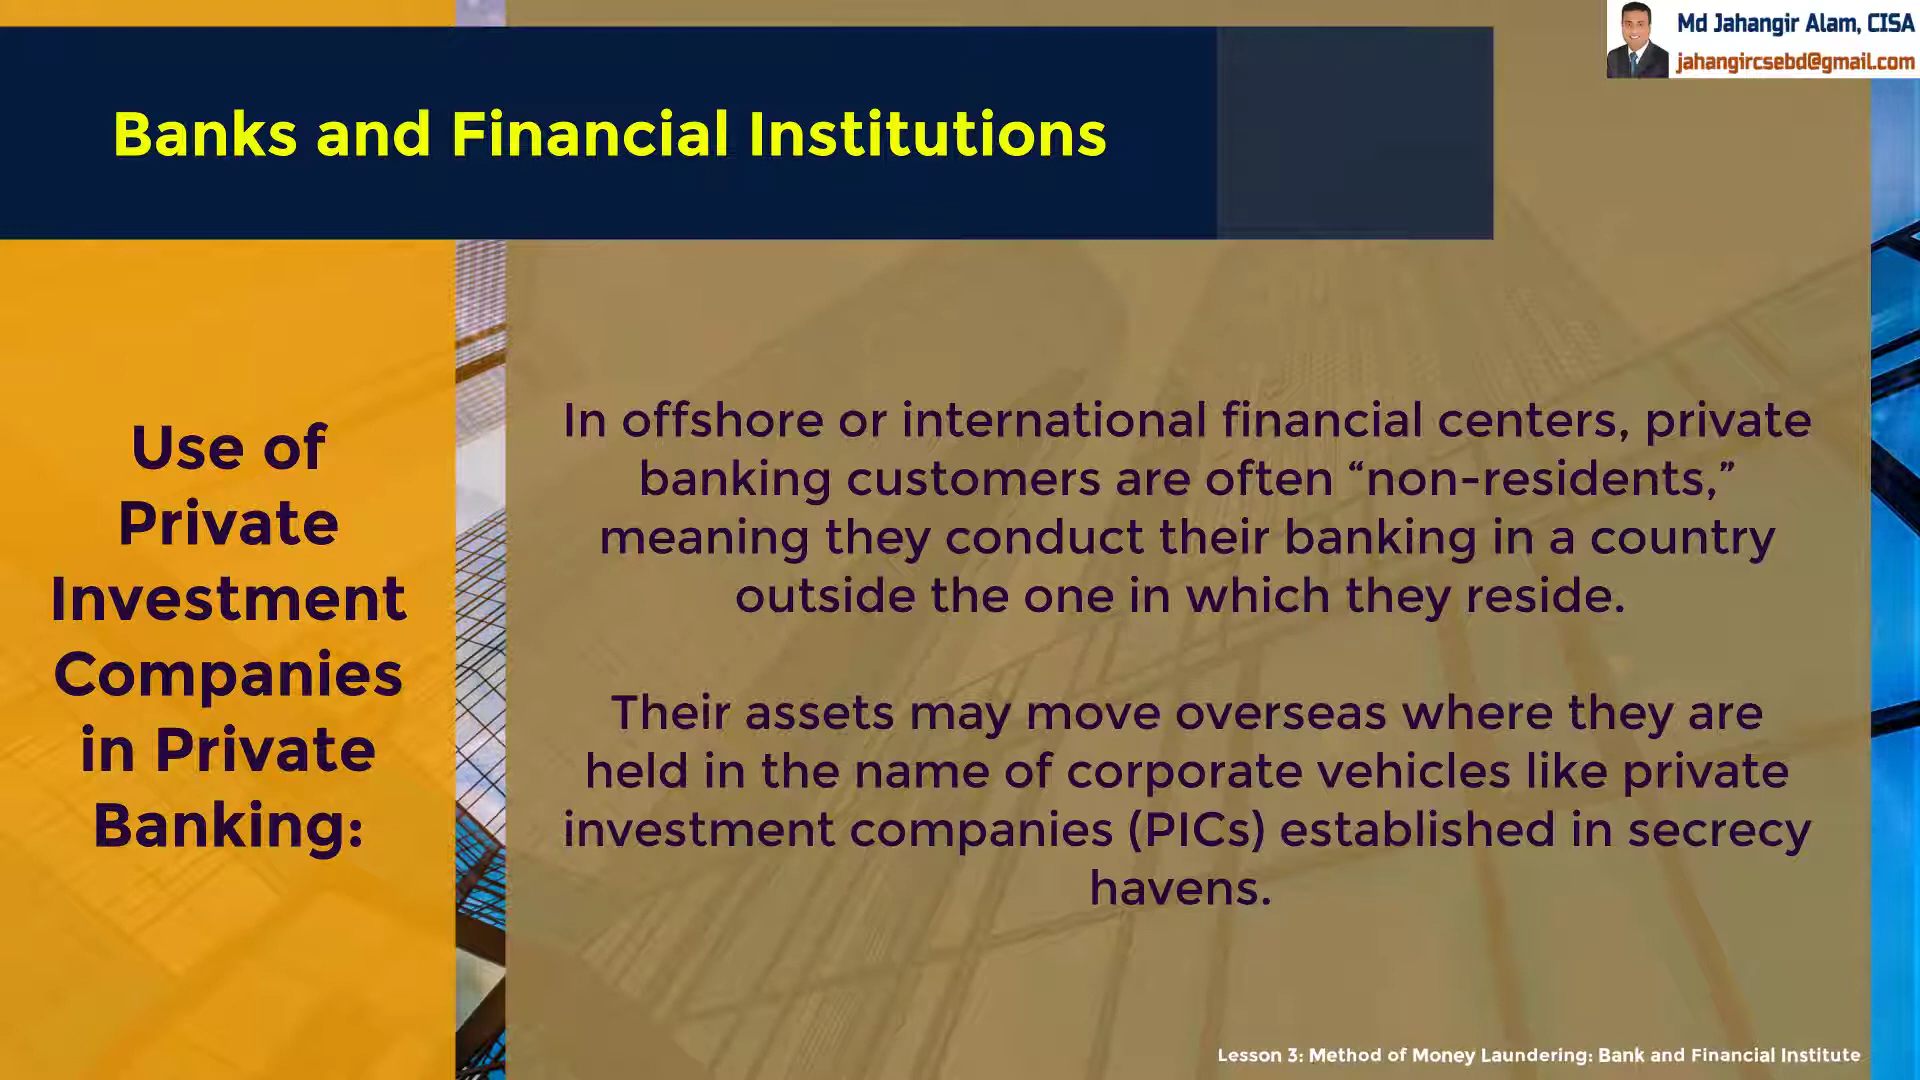 Md Jahangir Alam, CISA
jahangircsebd@gmail.com
Banks and Financial Institutions
Use of
Private
Investment
Companies
in Private
Banking:
In offshore or international financial centers, private
banking customers are often “non-residents,”
meaning they conduct their banking in a country
outside the one in which they reside.
Their assets may move overseas where they are
held in the name of corporate vehicles like private
investment companies (PICs) established in secrecy
havens.
Lesson 3: Method of Money Laundering: Bank and Financial Institute